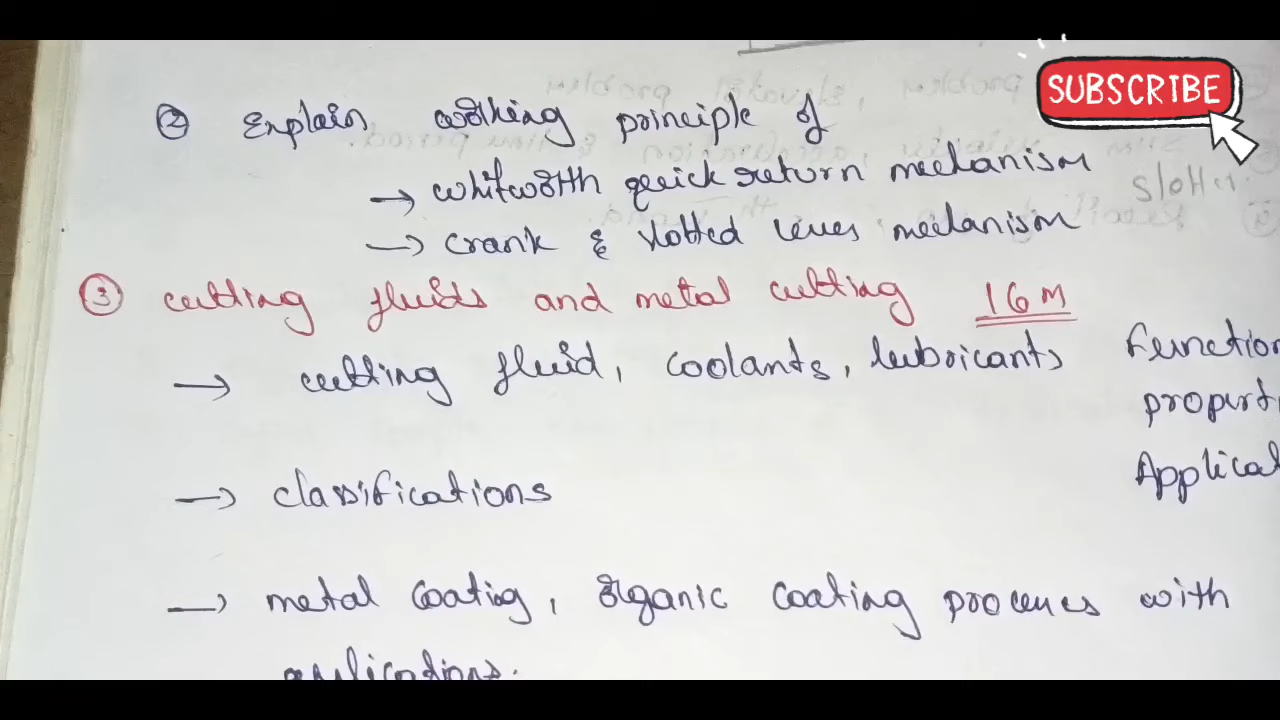 SUBSCRIBE
② Explain working principle of
→ whitworth quick return mechanism
→ crank & slotted lever mechanism
③ cutting fluids and metal cutting 16M
→ cutting fluid, coolants, lubricants Function
propert
Applicat
→ classifications
→ metal coating, organic coating process with
applications.